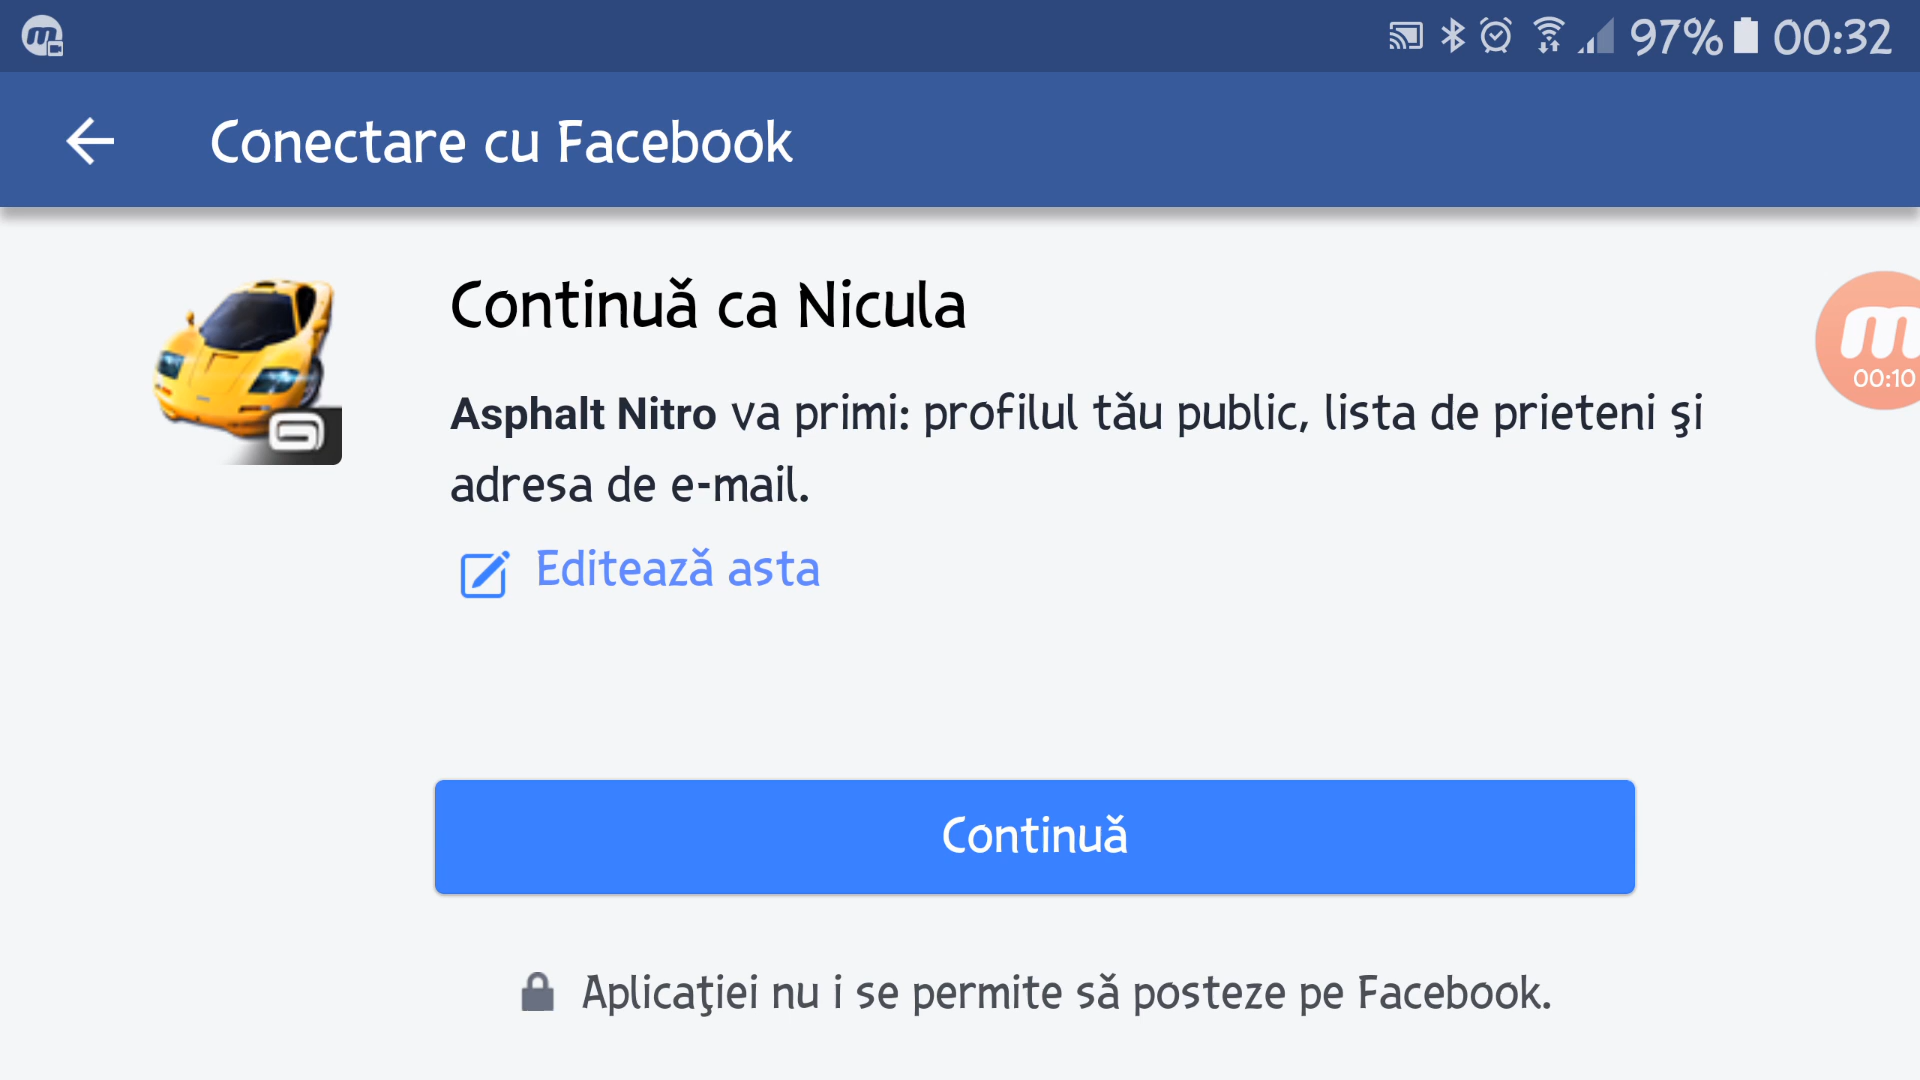 97% 00:32
Conectare cu Facebook
Continuă ca Nicula
Asphalt Nitro va primi: profilul tău public, lista de prieteni şi
adresa de e-mail.
Editează asta
00:10
Continuă
Aplicaţiei nu i se permite să posteze pe Facebook.